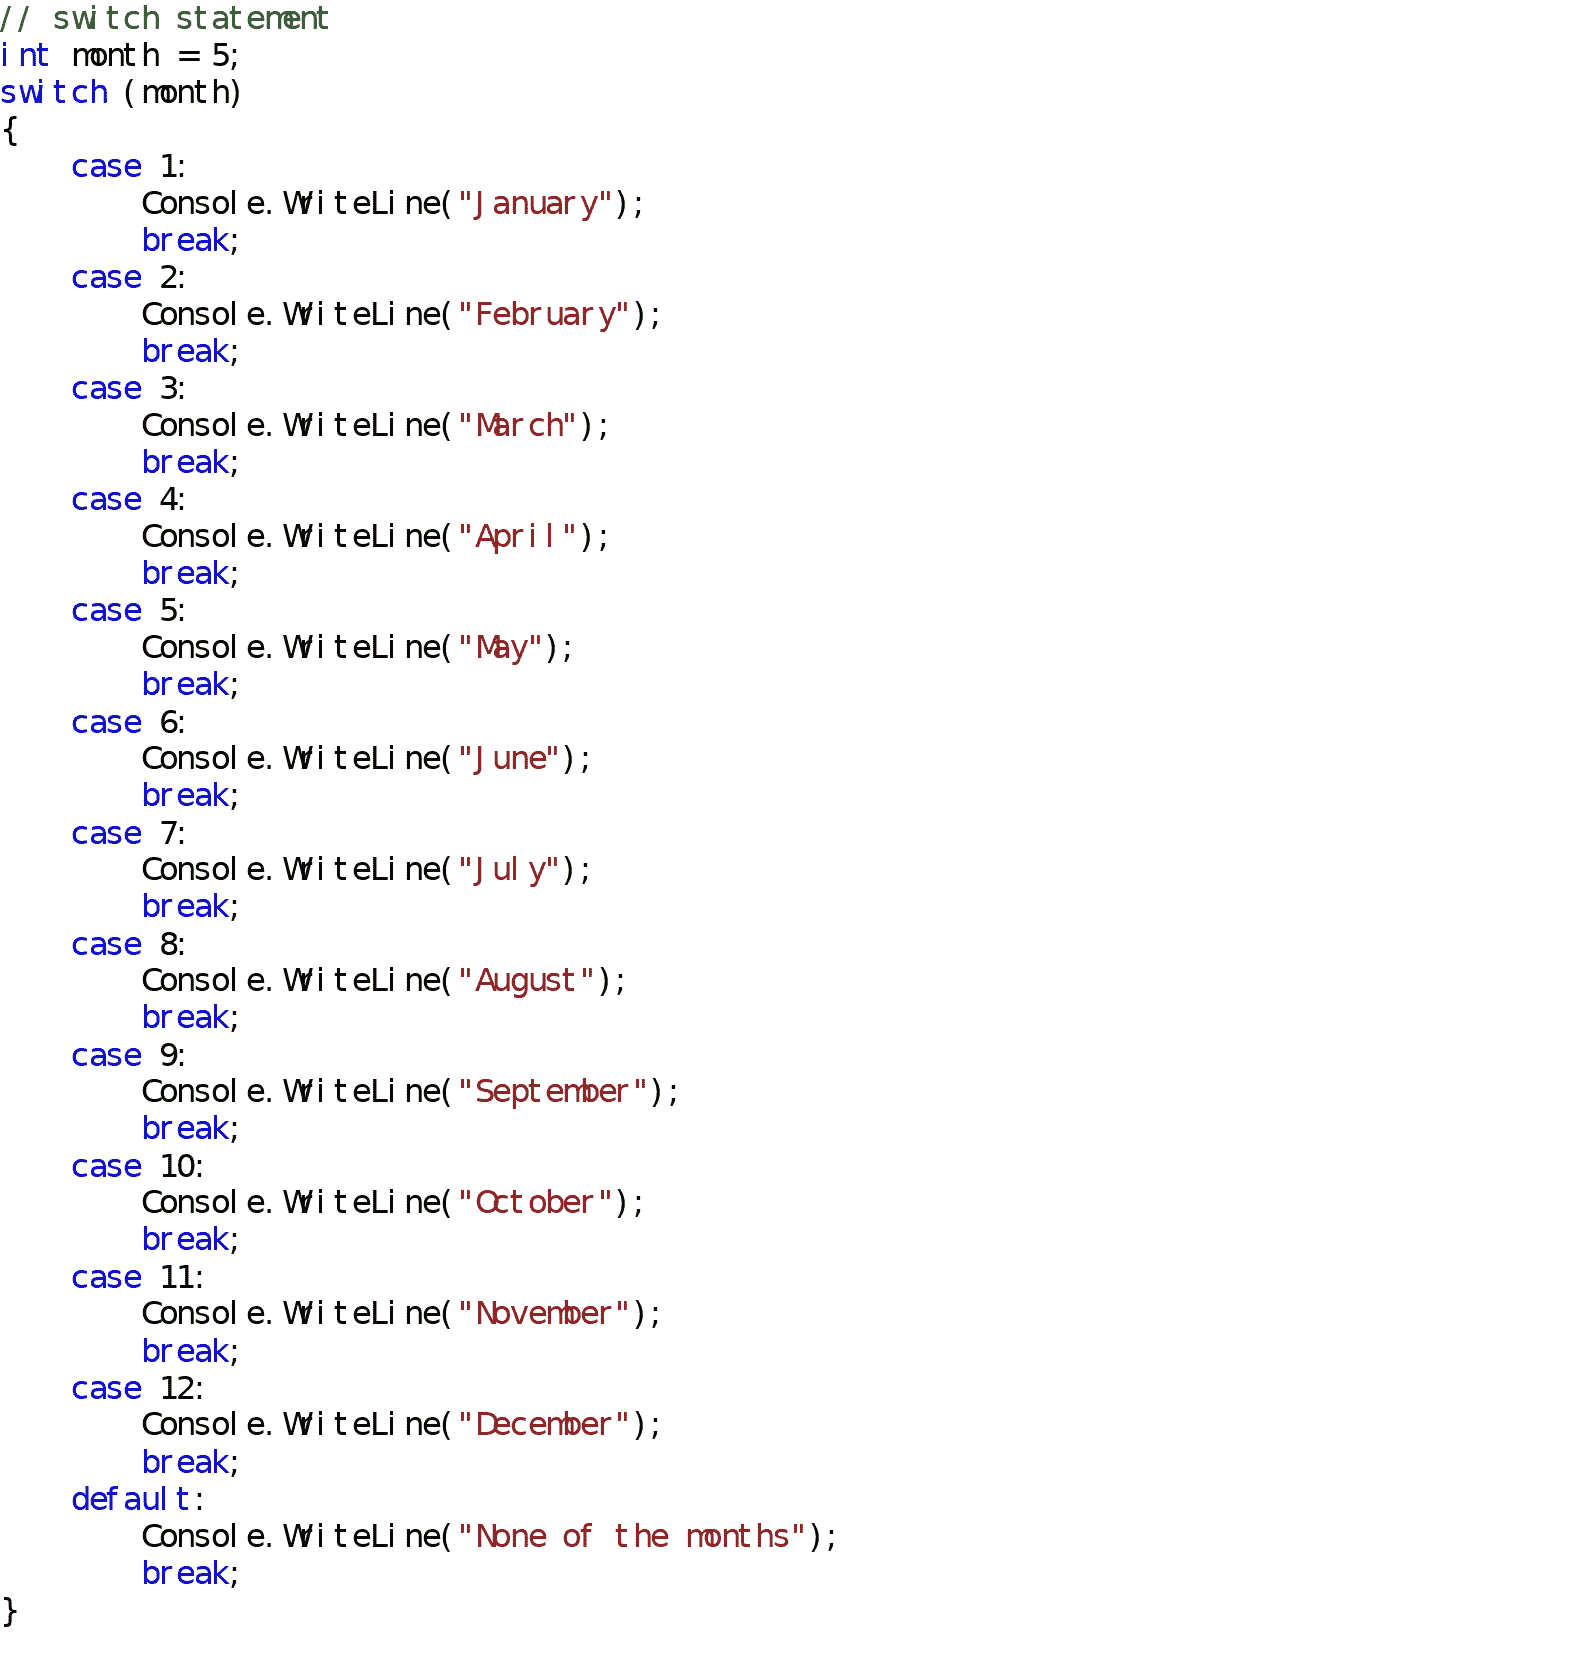 // switch statement
int month = 5;
switch (month)
{
    case 1:
        Console.WriteLine("January");
        break;
    case 2:
        Console.WriteLine("February");
        break;
    case 3:
        Console.WriteLine("March");
        break;
    case 4:
        Console.WriteLine("April");
        break;
    case 5:
        Console.WriteLine("May");
        break;
    case 6:
        Console.WriteLine("June");
        break;
    case 7:
        Console.WriteLine("July");
        break;
    case 8:
        Console.WriteLine("August");
        break;
    case 9:
        Console.WriteLine("September");
        break;
    case 10:
        Console.WriteLine("October");
        break;
    case 11:
        Console.WriteLine("November");
        break;
    case 12:
        Console.WriteLine("December");
        break;
    default:
        Console.WriteLine("None of the months");
        break;
}